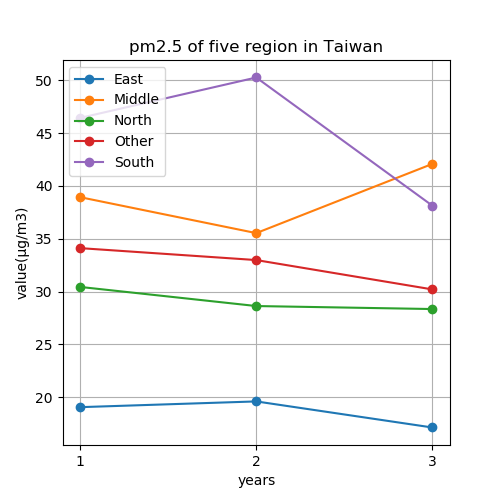 pm2.5 of five region in Taiwan
East
Middle
North
Other
South
50
45
40
35
30
25
20
value(μg/m3)
1 2 3
years